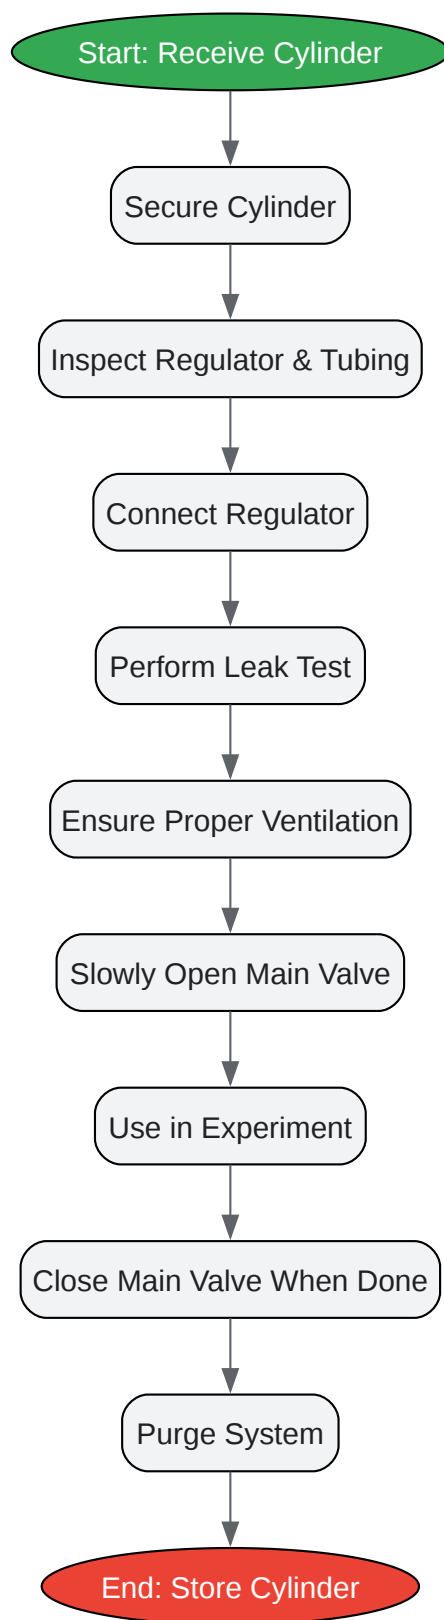 Start: Receive Cylinder
Secure Cylinder
Inspect Regulator & Tubing
Connect Regulator
Perform Leak Test
Ensure Proper Ventilation
Slowly Open Main Valve
Use in Experiment
Close Main Valve When Done
Purge System
End: Store Cylinder